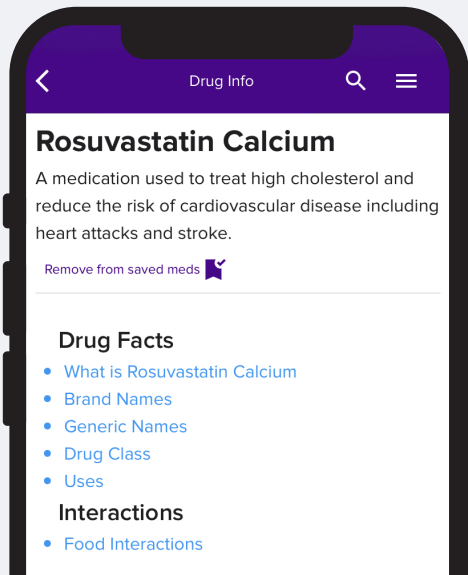 Drug Info
Rosuvastatin Calcium
A medication used to treat high cholesterol and
reduce the risk of cardiovascular disease including
heart attacks and stroke.
Remove from saved meds
Drug Facts
What is Rosuvastatin Calcium
Brand Names
Generic Names
Drug Class
Uses
Interactions
Food Interactions